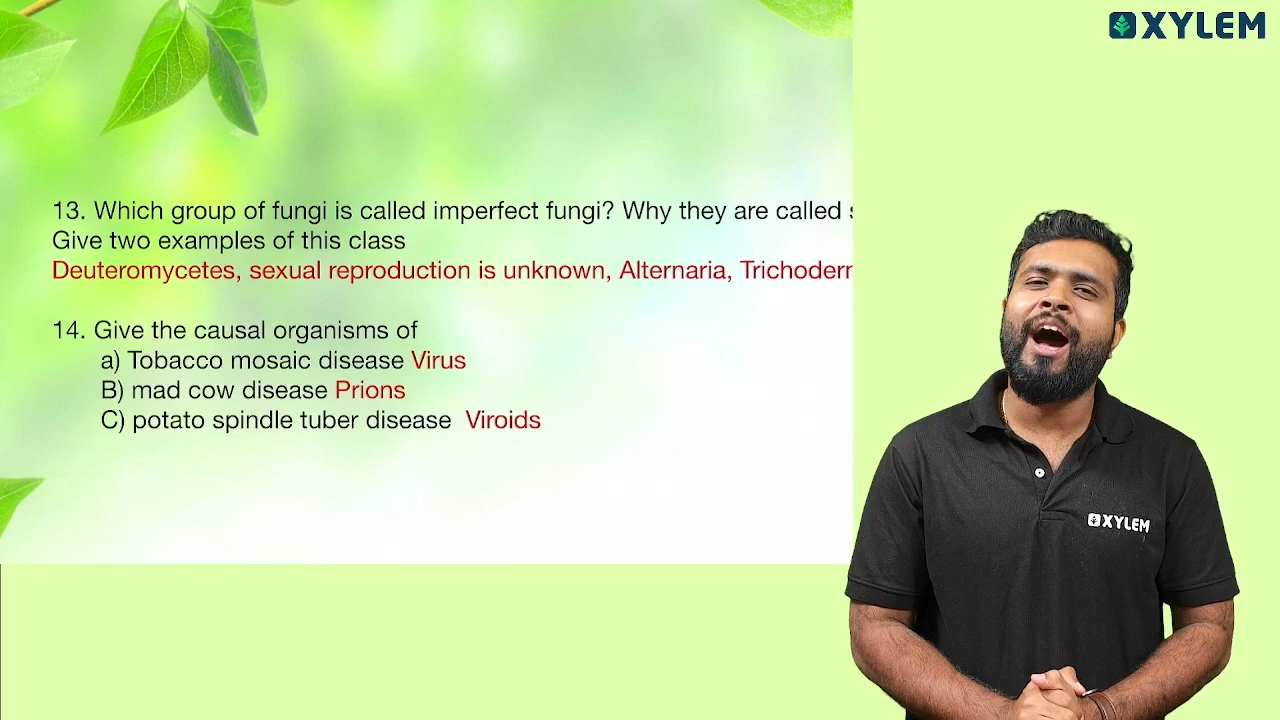 XYLEM
13. Which group of fungi is called imperfect fungi? Why they are called
Give two examples of this class
Deuteromycetes, sexual reproduction is unknown, Alternaria,
14. Give the causal organisms of
a) Tobacco mosaic disease Virus
B) mad cow disease Prions
C) potato spindle tuber disease Viroids
XYLEM